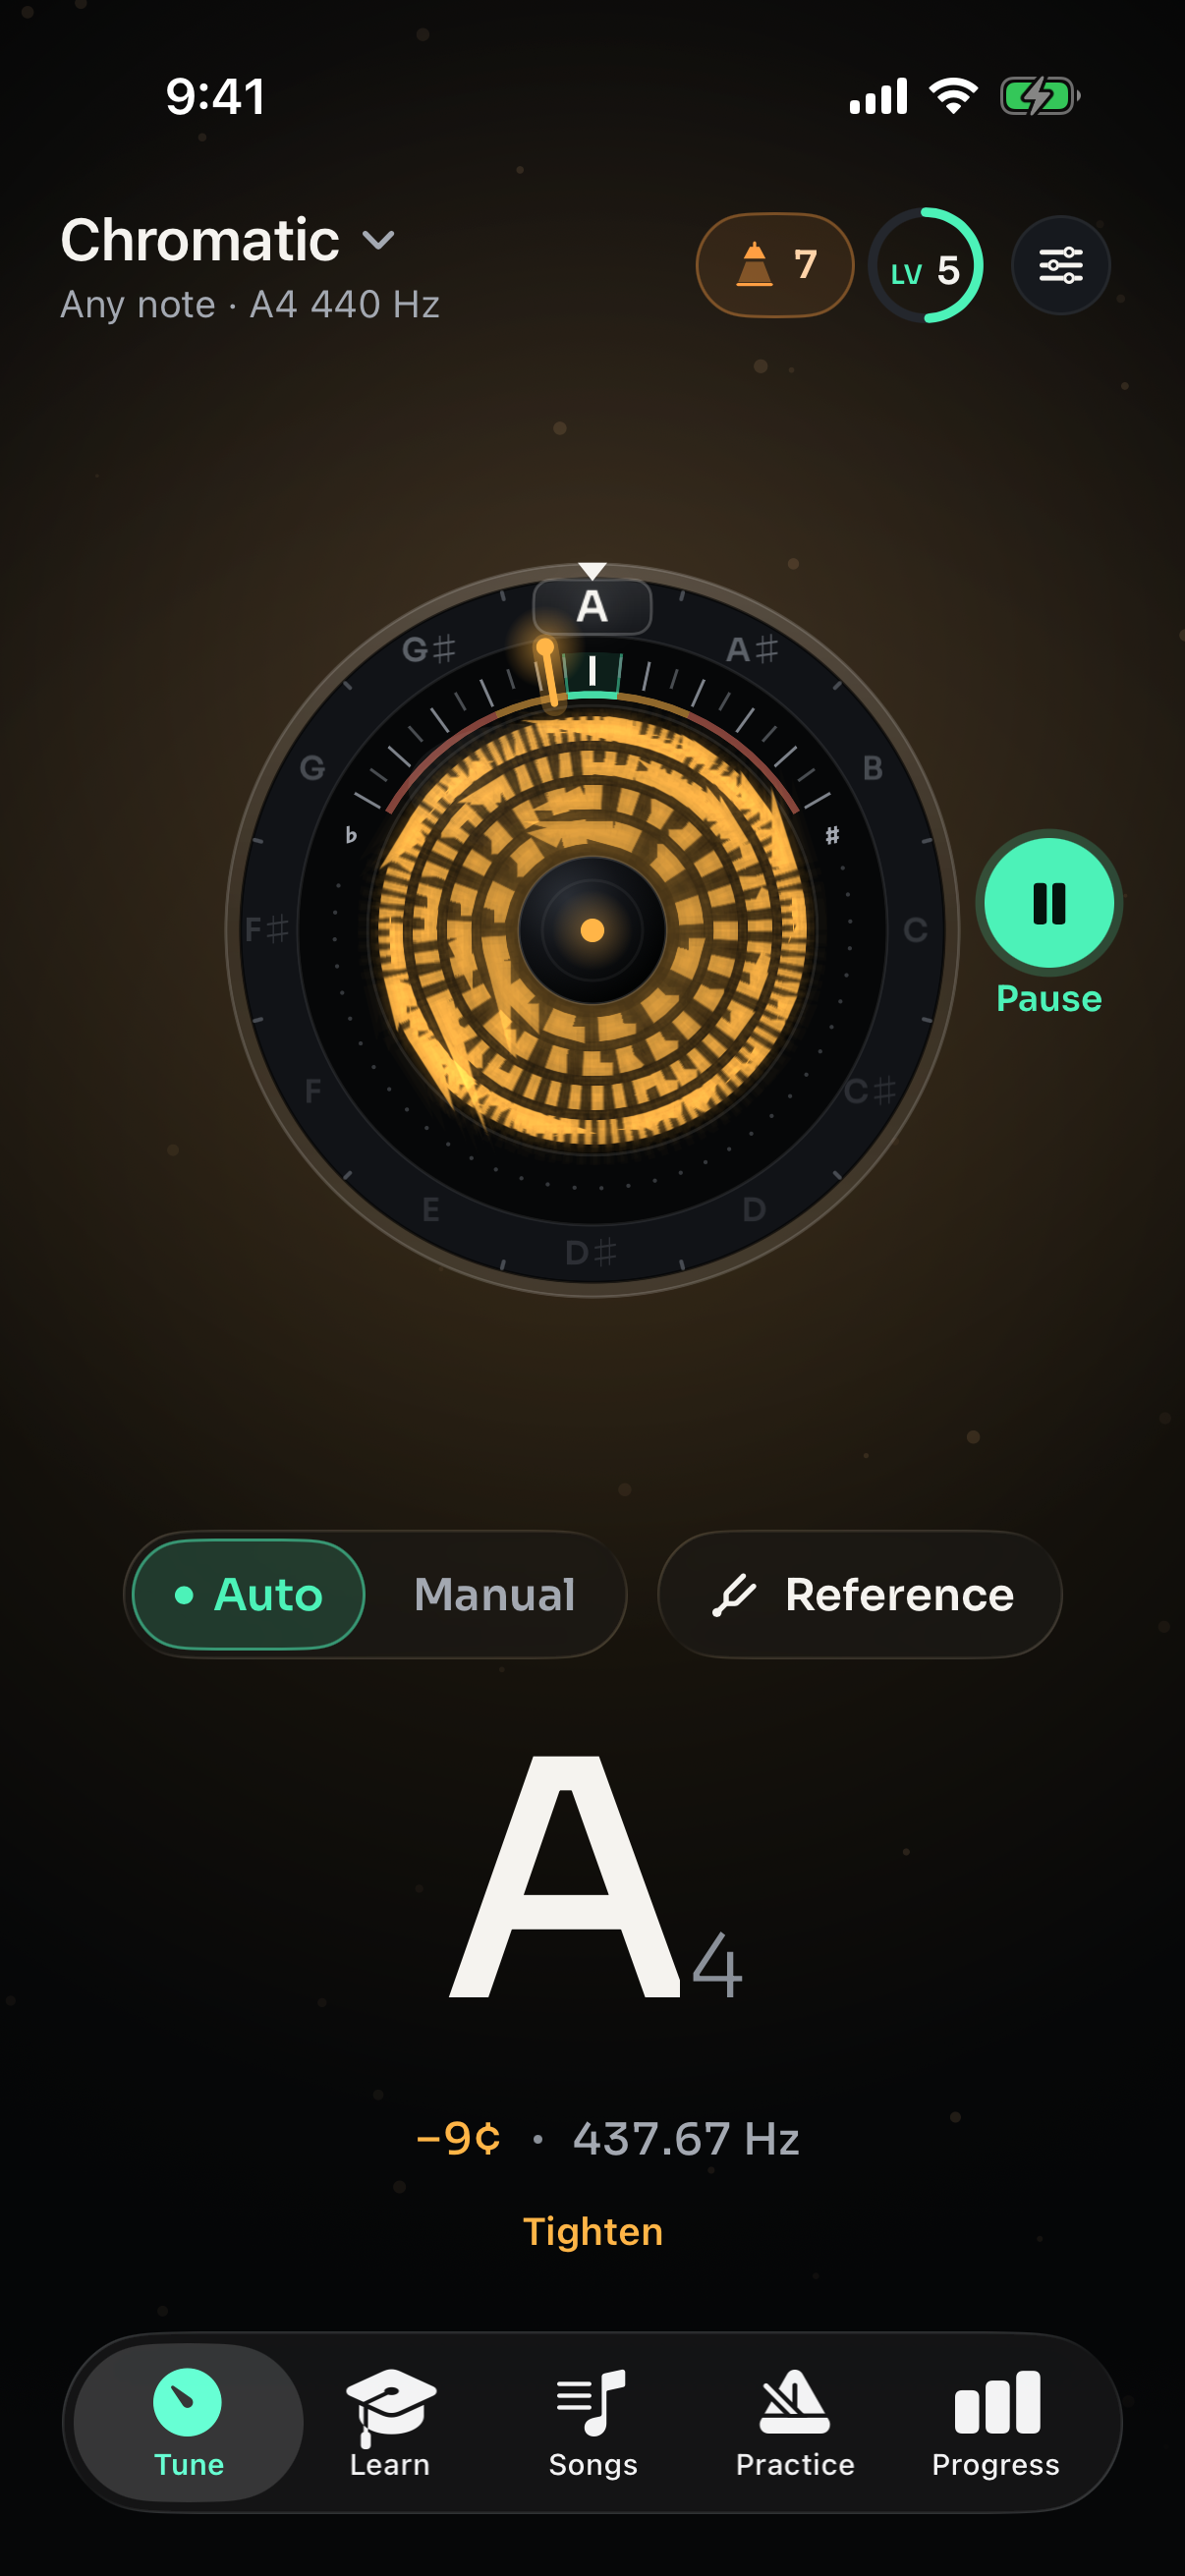 9:41
Chromatic
Any note · A4 440 Hz
7
LV 5
A
G♯
A♯
G
B
♭
♯
F♯
C
Pause
F
C♯
E
D
D♯
Auto
Manual
Reference
A4
−9¢ · 437.67 Hz
Tighten
Tune
Learn
Songs
Practice
Progress